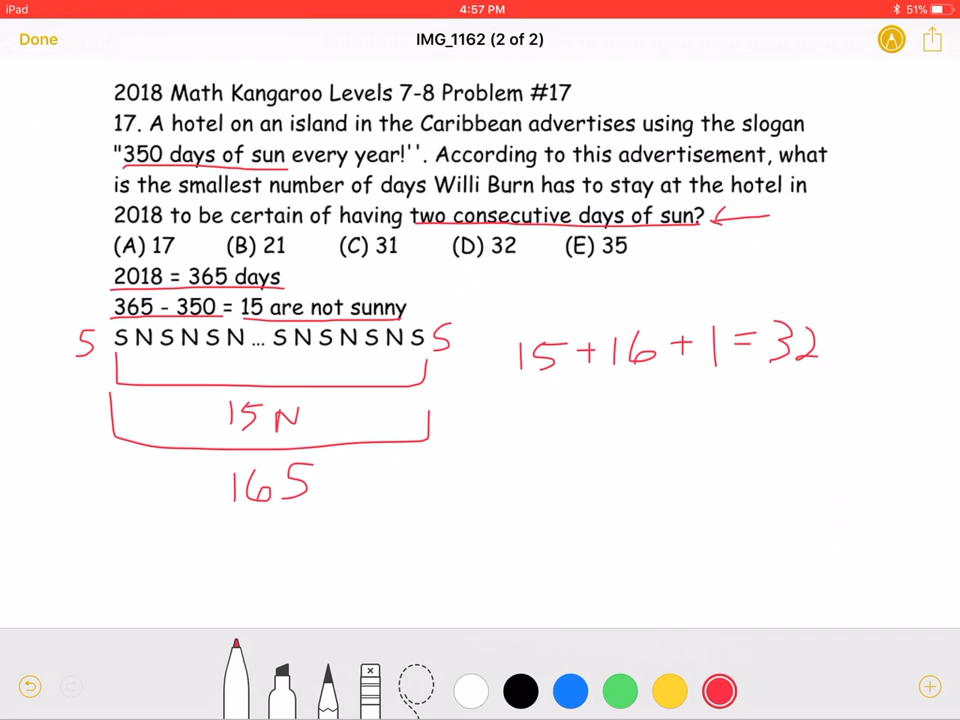 iPad 4:57 PM 51%
Done IMG_1162 (2 of 2)
2018 Math Kangaroo Levels 7-8 Problem #17
17. A hotel on an island in the Caribbean advertises using the slogan
"350 days of sun every year!''. According to this advertisement, what
is the smallest number of days Willi Burn has to stay at the hotel in
2018 to be certain of having two consecutive days of sun?
(A) 17 (B) 21 (C) 31 (D) 32 (E) 35
2018 = 365 days
365 - 350 = 15 are not sunny
S S N S N S N ... S N S N S N S S
15+16+1=32
15 N
16 S